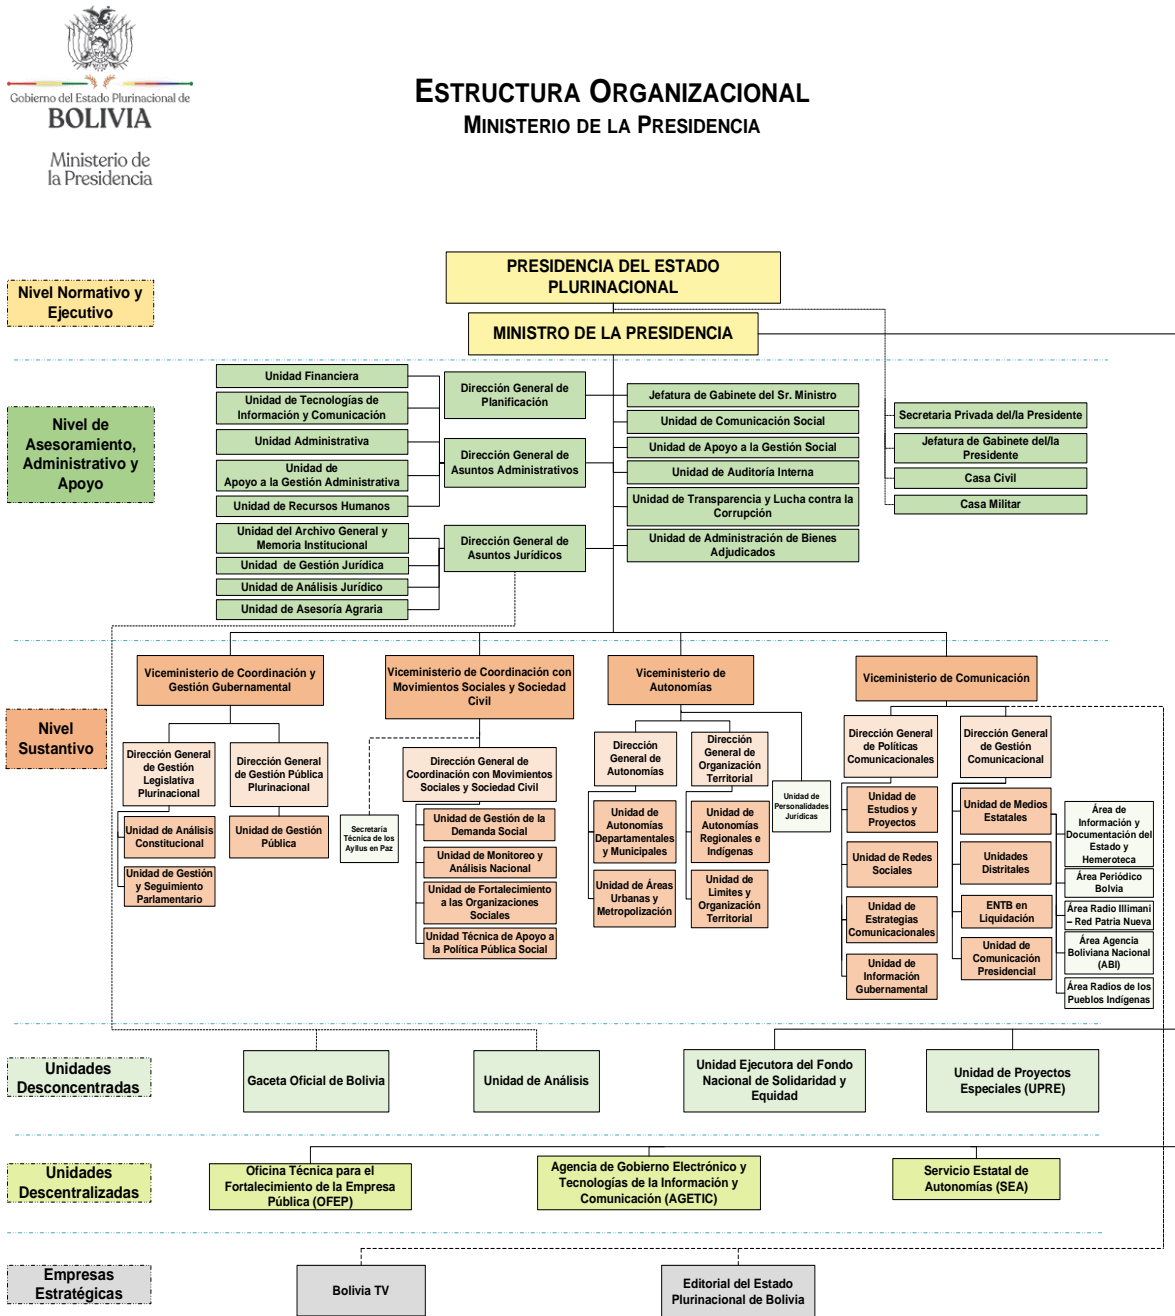 Gobierno del Estado Plurinacional de
BOLIVIA
Ministerio de
la Presidencia
ESTRUCTURA ORGANIZACIONAL
MINISTERIO DE LA PRESIDENCIA
Nivel Normativo y
Ejecutivo
PRESIDENCIA DEL ESTADO
PLURINACIONAL
MINISTRO DE LA PRESIDENCIA
Nivel de
Asesoramiento,
Administrativo y
Apoyo
Unidad Financiera
Unidad de Tecnologías de
Información y Comunicación
Unidad Administrativa
Unidad de
Apoyo a la Gestión Administrativa
Unidad de Recursos Humanos
Unidad del Archivo General y
Memoria Institucional
Unidad de Gestión Jurídica
Unidad de Análisis Jurídico
Unidad de Asesoría Agraria
Dirección General de
Planificación
Dirección General de
Asuntos Administrativos
Dirección General de
Asuntos Jurídicos
Jefatura de Gabinete del Sr. Ministro
Unidad de Comunicación Social
Unidad de Apoyo a la Gestión Social
Unidad de Auditoría Interna
Unidad de Transparencia y Lucha contra la
Corrupción
Unidad de Administración de Bienes
Adjudicados
Secretaria Privada del/la Presidente
Jefatura de Gabinete del/la
Presidente
Casa Civil
Casa Militar
Nivel
Sustantivo
Viceministerio de Coordinación y
Gestión Gubernamental
Dirección General
de Gestión
Legislativa
Plurinacional
Unidad de Análisis
Constitucional
Unidad de Gestión
y Seguimiento
Parlamentario
Dirección General
de Gestión Pública
Plurinacional
Unidad de Gestión
Pública
Viceministerio de Coordinación con
Movimientos Sociales y Sociedad
Civil
Secretaría
Técnica de los
Ayllus en Paz
Dirección General de
Coordinación con Movimientos
Sociales y Sociedad Civil
Unidad de Gestión de la
Demanda Social
Unidad de Monitoreo y
Análisis Nacional
Unidad de Fortalecimiento
a las Organizaciones
Sociales
Unidad Técnica de Apoyo a
la Política Pública Social
Viceministerio de
Autonomías
Dirección
General de
Autonomías
Unidad de
Autonomías
Departamentales
y Municipales
Unidad de Áreas
Urbanas y
Metropolización
Dirección
General de
Organización
Territorial
Unidad de
Autonomías
Regionales e
Indígenas
Unidad de
Limites y
Organización
Territorial
Unidad de
Personalidades
Jurídicas
Viceministerio de Comunicación
Dirección General
de Políticas
Comunicacionales
Unidad de
Estudios y
Proyectos
Unidad de Redes
Sociales
Unidad de
Estrategias
Comunicacionales
Unidad de
Información
Gubernamental
Dirección General
de Gestión
Comunicacional
Unidad de Medios
Estatales
Unidades
Distritales
ENTB en
Liquidación
Unidad de
Comunicación
Presidencial
Área de
Información y
Documentación del
Estado y
Hemeroteca
Área Periódico
Bolvia
Área Radio Illimani
– Red Patria Nueva
Área Agencia
Boliviana Nacional
(ABI)
Área Radios de los
Pueblos Indígenas
Unidades
Desconcentradas
Gaceta Oficial de Bolivia
Unidad de Análisis
Unidad Ejecutora del Fondo
Nacional de Solidaridad y
Equidad
Unidad de Proyectos
Especiales (UPRE)
Unidades
Descentralizadas
Oficina Técnica para el
Fortalecimiento de la Empresa
Pública (OFEP)
Agencia de Gobierno Electrónico y
Tecnologías de la Información y
Comunicación (AGETIC)
Servicio Estatal de
Autonomías (SEA)
Empresas
Estratégicas
Bolivia TV
Editorial del Estado
Plurinacional de Bolivia